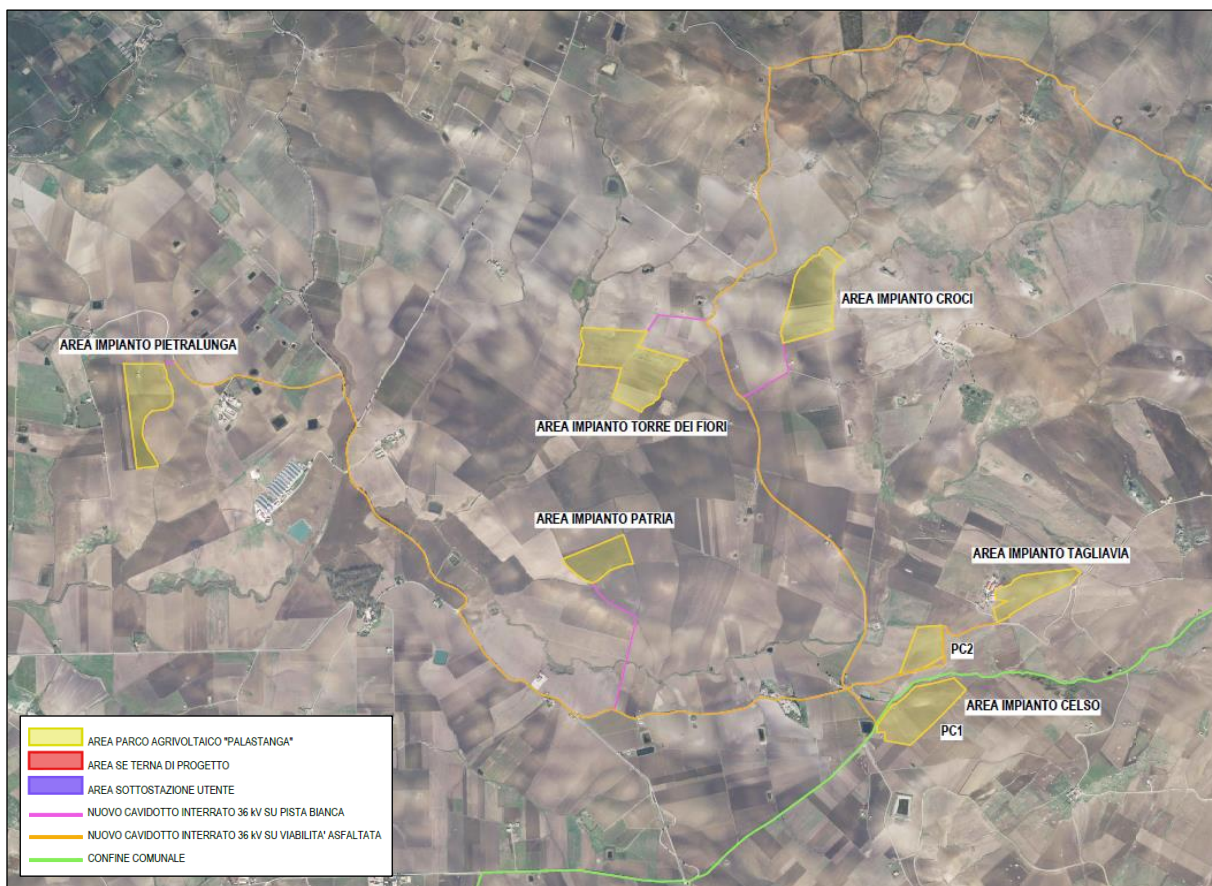 AREA IMPIANTO CROCI
AREA IMPIANTO PIETRALUNGA
AREA IMPIANTO TORRE DEI FIORI
AREA IMPIANTO PATRIA
AREA IMPIANTO TAGLIAVIA
PC2
AREA IMPIANTO CELSO
PC1
AREA PARCO AGRIVOLTAICO "PALASTANGA"
AREA SE TERNA DI PROGETTO
AREA SOTTOSTAZIONE UTENTE
NUOVO CAVIDOTTO INTERRATO 36 kV SU PISTA BIANCA
NUOVO CAVIDOTTO INTERRATO 36 kV SU VIABILITA' ASFALTATA
CONFINE COMUNALE